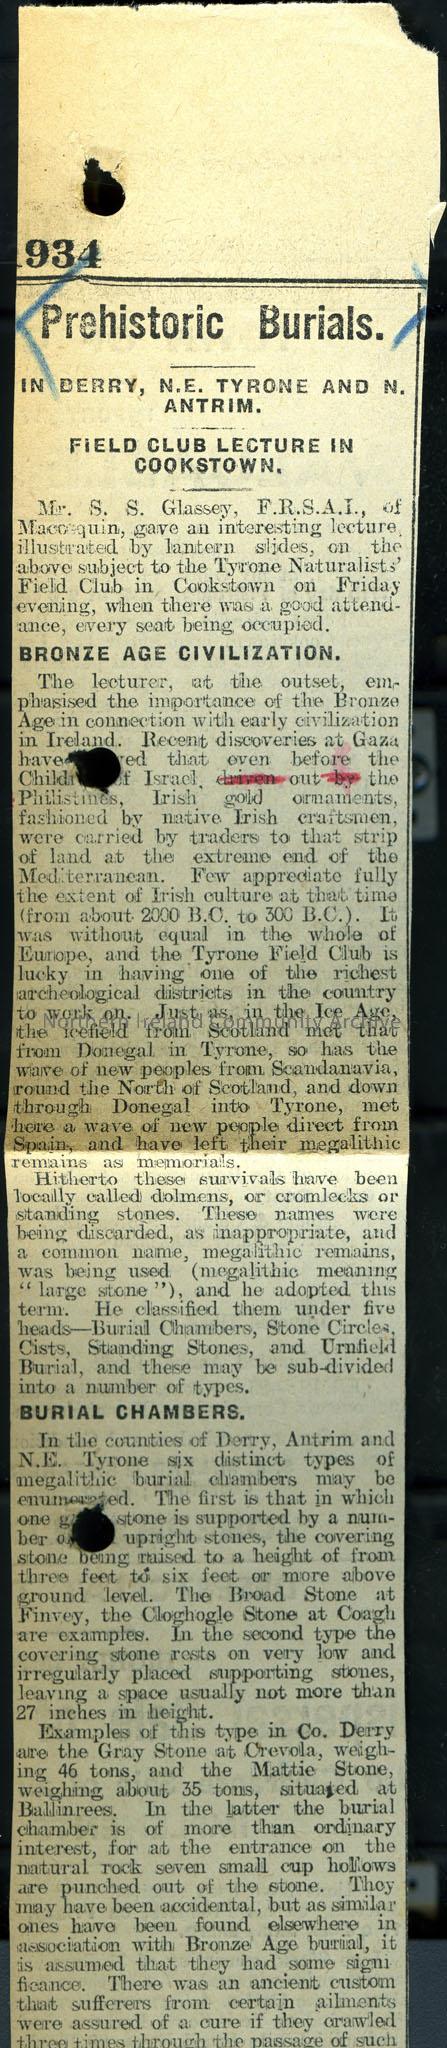 1934
Prehistoric Burials.
IN DERRY, N.E. TYRONE AND N.
ANTRIM.
FIELD CLUB LECTURE IN
COOKSTOWN.
Mr. S. S. Glassey, F.R.S.A.I., of
Macosquin, gave an interesting lecture,
illustrated by lantern slides, on the
above subject to the Tyrone Naturalists'
Field Club in Cookstown on Friday
evening, when there was a good attend-
ance, every seat being occupied.
BRONZE AGE CIVILIZATION.
The lecturer, at the outset, em-
phasised the importance of the Bronze
Age in connection with early civilization
in Ireland. Recent discoveries at Gaza
have ed that even before the
Child of Israel, driven out by the
Philistines, Irish gold ornaments,
fashioned by native Irish craftsmen,
were carried by traders to that strip
of land at the extreme end of the
Mediterranean. Few appreciate fully
the extent of Irish culture at that time
(from about 2000 B.C. to 300 B.C.). It
was without equal in the whole of
Europe, and the Tyrone Field Club is
lucky in having one of the richest
archeological districts in the country
to work on. Just as, in the Ice Age,
Northern Ireland Community Archive
the icefield from Scotland met that
from Donegal in Tyrone, so has the
wave of new peoples from Scandanavia,
round the North of Scotland, and down
through Donegal into Tyrone, met
here a wave of new people direct from
Spain, and have left their megalithic
remains as memorials.
Hitherto these survivals have been
locally called dolmens, or cromlecks or
standing stones. These names were
being discarded, as inappropriate, and
a common name, megalithic remains,
was being used (megalithic meaning
"large stone"), and he adopted this
term. He classified them under five
heads—Burial Chambers, Stone Circles,
Cists, Standing Stones, and Urnfield
Burial, and these may be sub-divided
into a number of types.
BURIAL CHAMBERS.
In the counties of Derry, Antrim and
N.E. Tyrone six distinct types of
megalithic burial chambers may be
enumerated. The first is that in which
one g stone is supported by a num-
ber o upright stones, the covering
stone being raised to a height of from
three feet to six feet or more above
ground level. The Broad Stone at
Finvey, the Cloghogle Stone at Coagh
are examples. In the second type the
covering stone rests on very low and
irregularly placed supporting stones,
leaving a space usually not more than
27 inches in height.
Examples of this type in Co. Derry
are the Gray Stone at Crevola, weigh-
ing 46 tons, and the Mattie Stone,
weighing about 35 tons, situated at
Ballinrees. In the latter the burial
chamber is of more than ordinary
interest, for at the entrance on the
natural rock seven small cup hollows
are punched out of the stone. They
may have been accidental, but as similar
ones have been found elsewhere in
association with Bronze Age burial, it
is assumed that they had some signi
ficance. There was an ancient custom
that sufferers from certain ailments
were assured of a cure if they crawled
three times through the passage of such